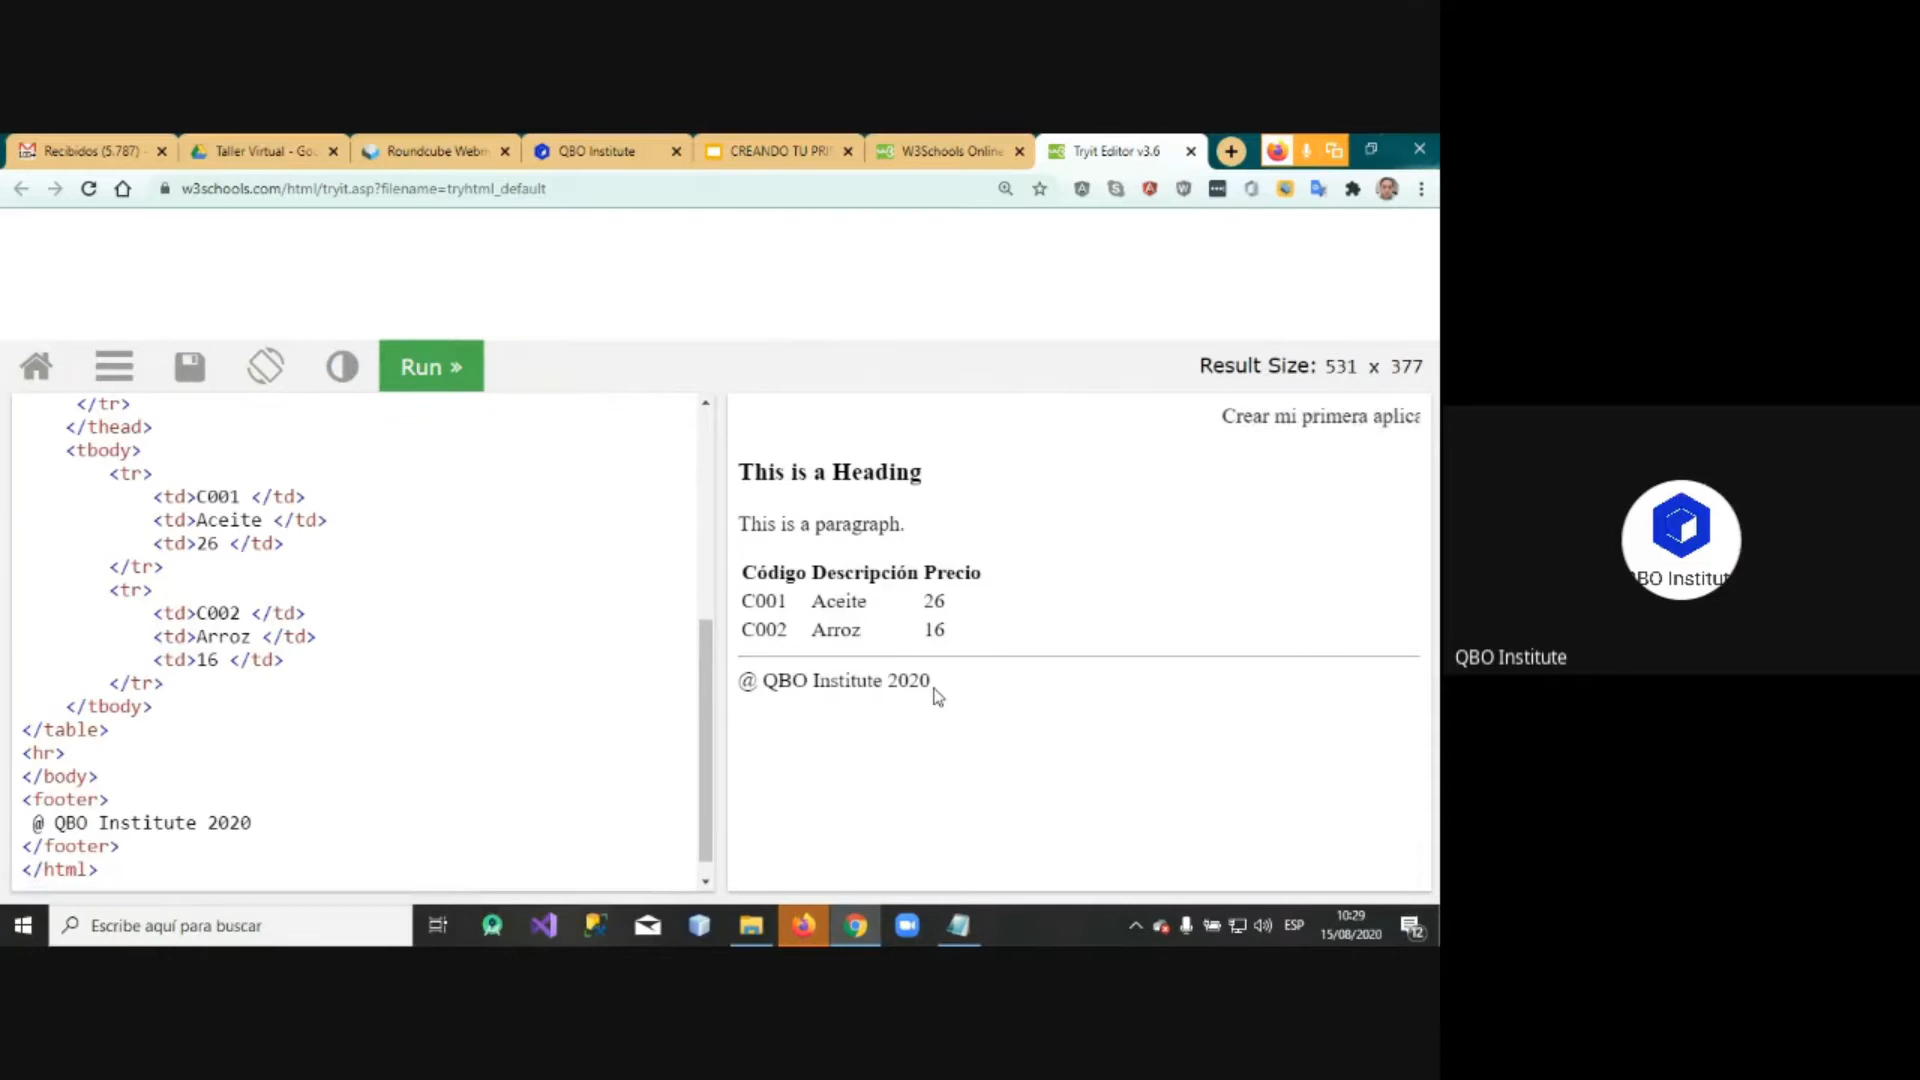 Recibidos (5.787)
Taller Virtual - Go
Roundcube Webm
QBO Institute
CREANDO TU PRI
W3Schools Online
Tryit Editor v3.6
w3schools.com/html/tryit.asp?filename=tryhtml_default
Run »
Result Size: 531 x 377
</tr>
</thead>
<tbody>
<tr>
<td>C001 </td>
<td>Aceite </td>
<td>26 </td>
</tr>
<tr>
<td>C002 </td>
<td>Arroz </td>
<td>16 </td>
</tr>
</tbody>
</table>
<hr>
</body>
<footer>
@ QBO Institute 2020
</footer>
</html>
Crear mi primera aplica
This is a Heading
This is a paragraph.
Código Descripción Precio
C001 Aceite 26
C002 Arroz 16
@ QBO Institute 2020
BO Institut
QBO Institute
Escribe aquí para buscar
ESP
10:29
15/08/2020
12